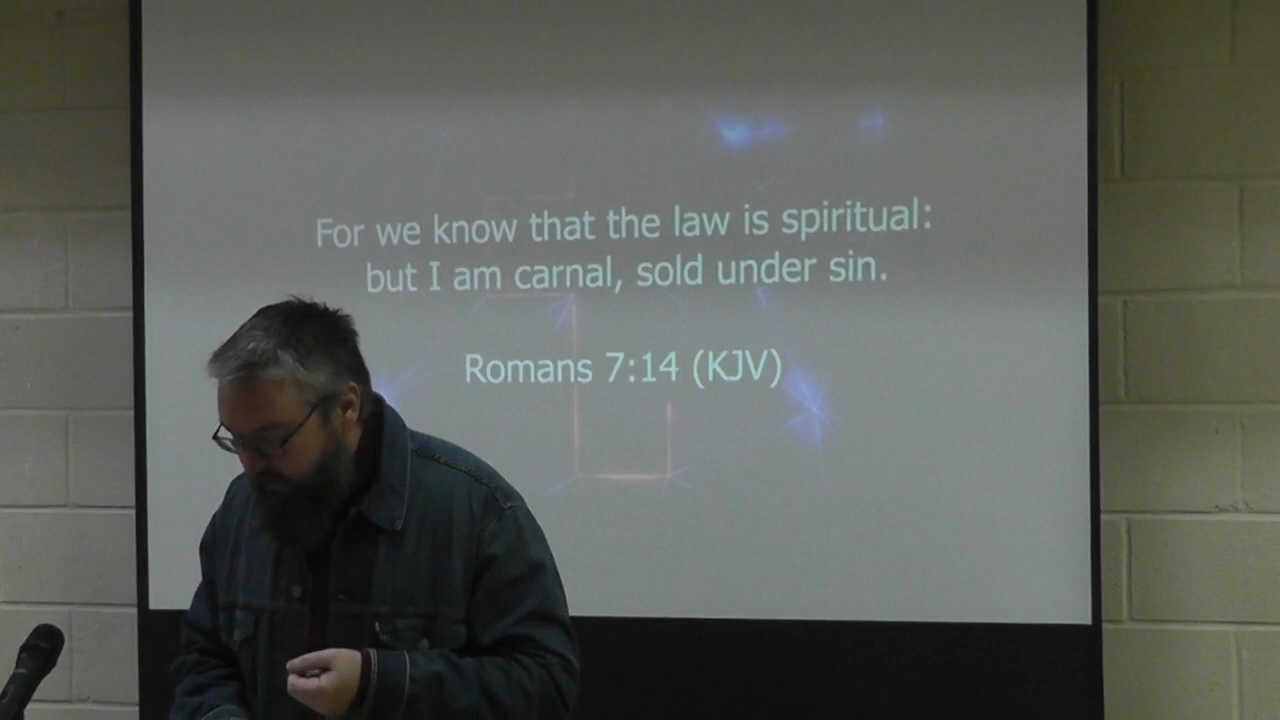 For we know that the law is spiritual:
but I am carnal, sold under sin.
Romans 7:14 (KJV)